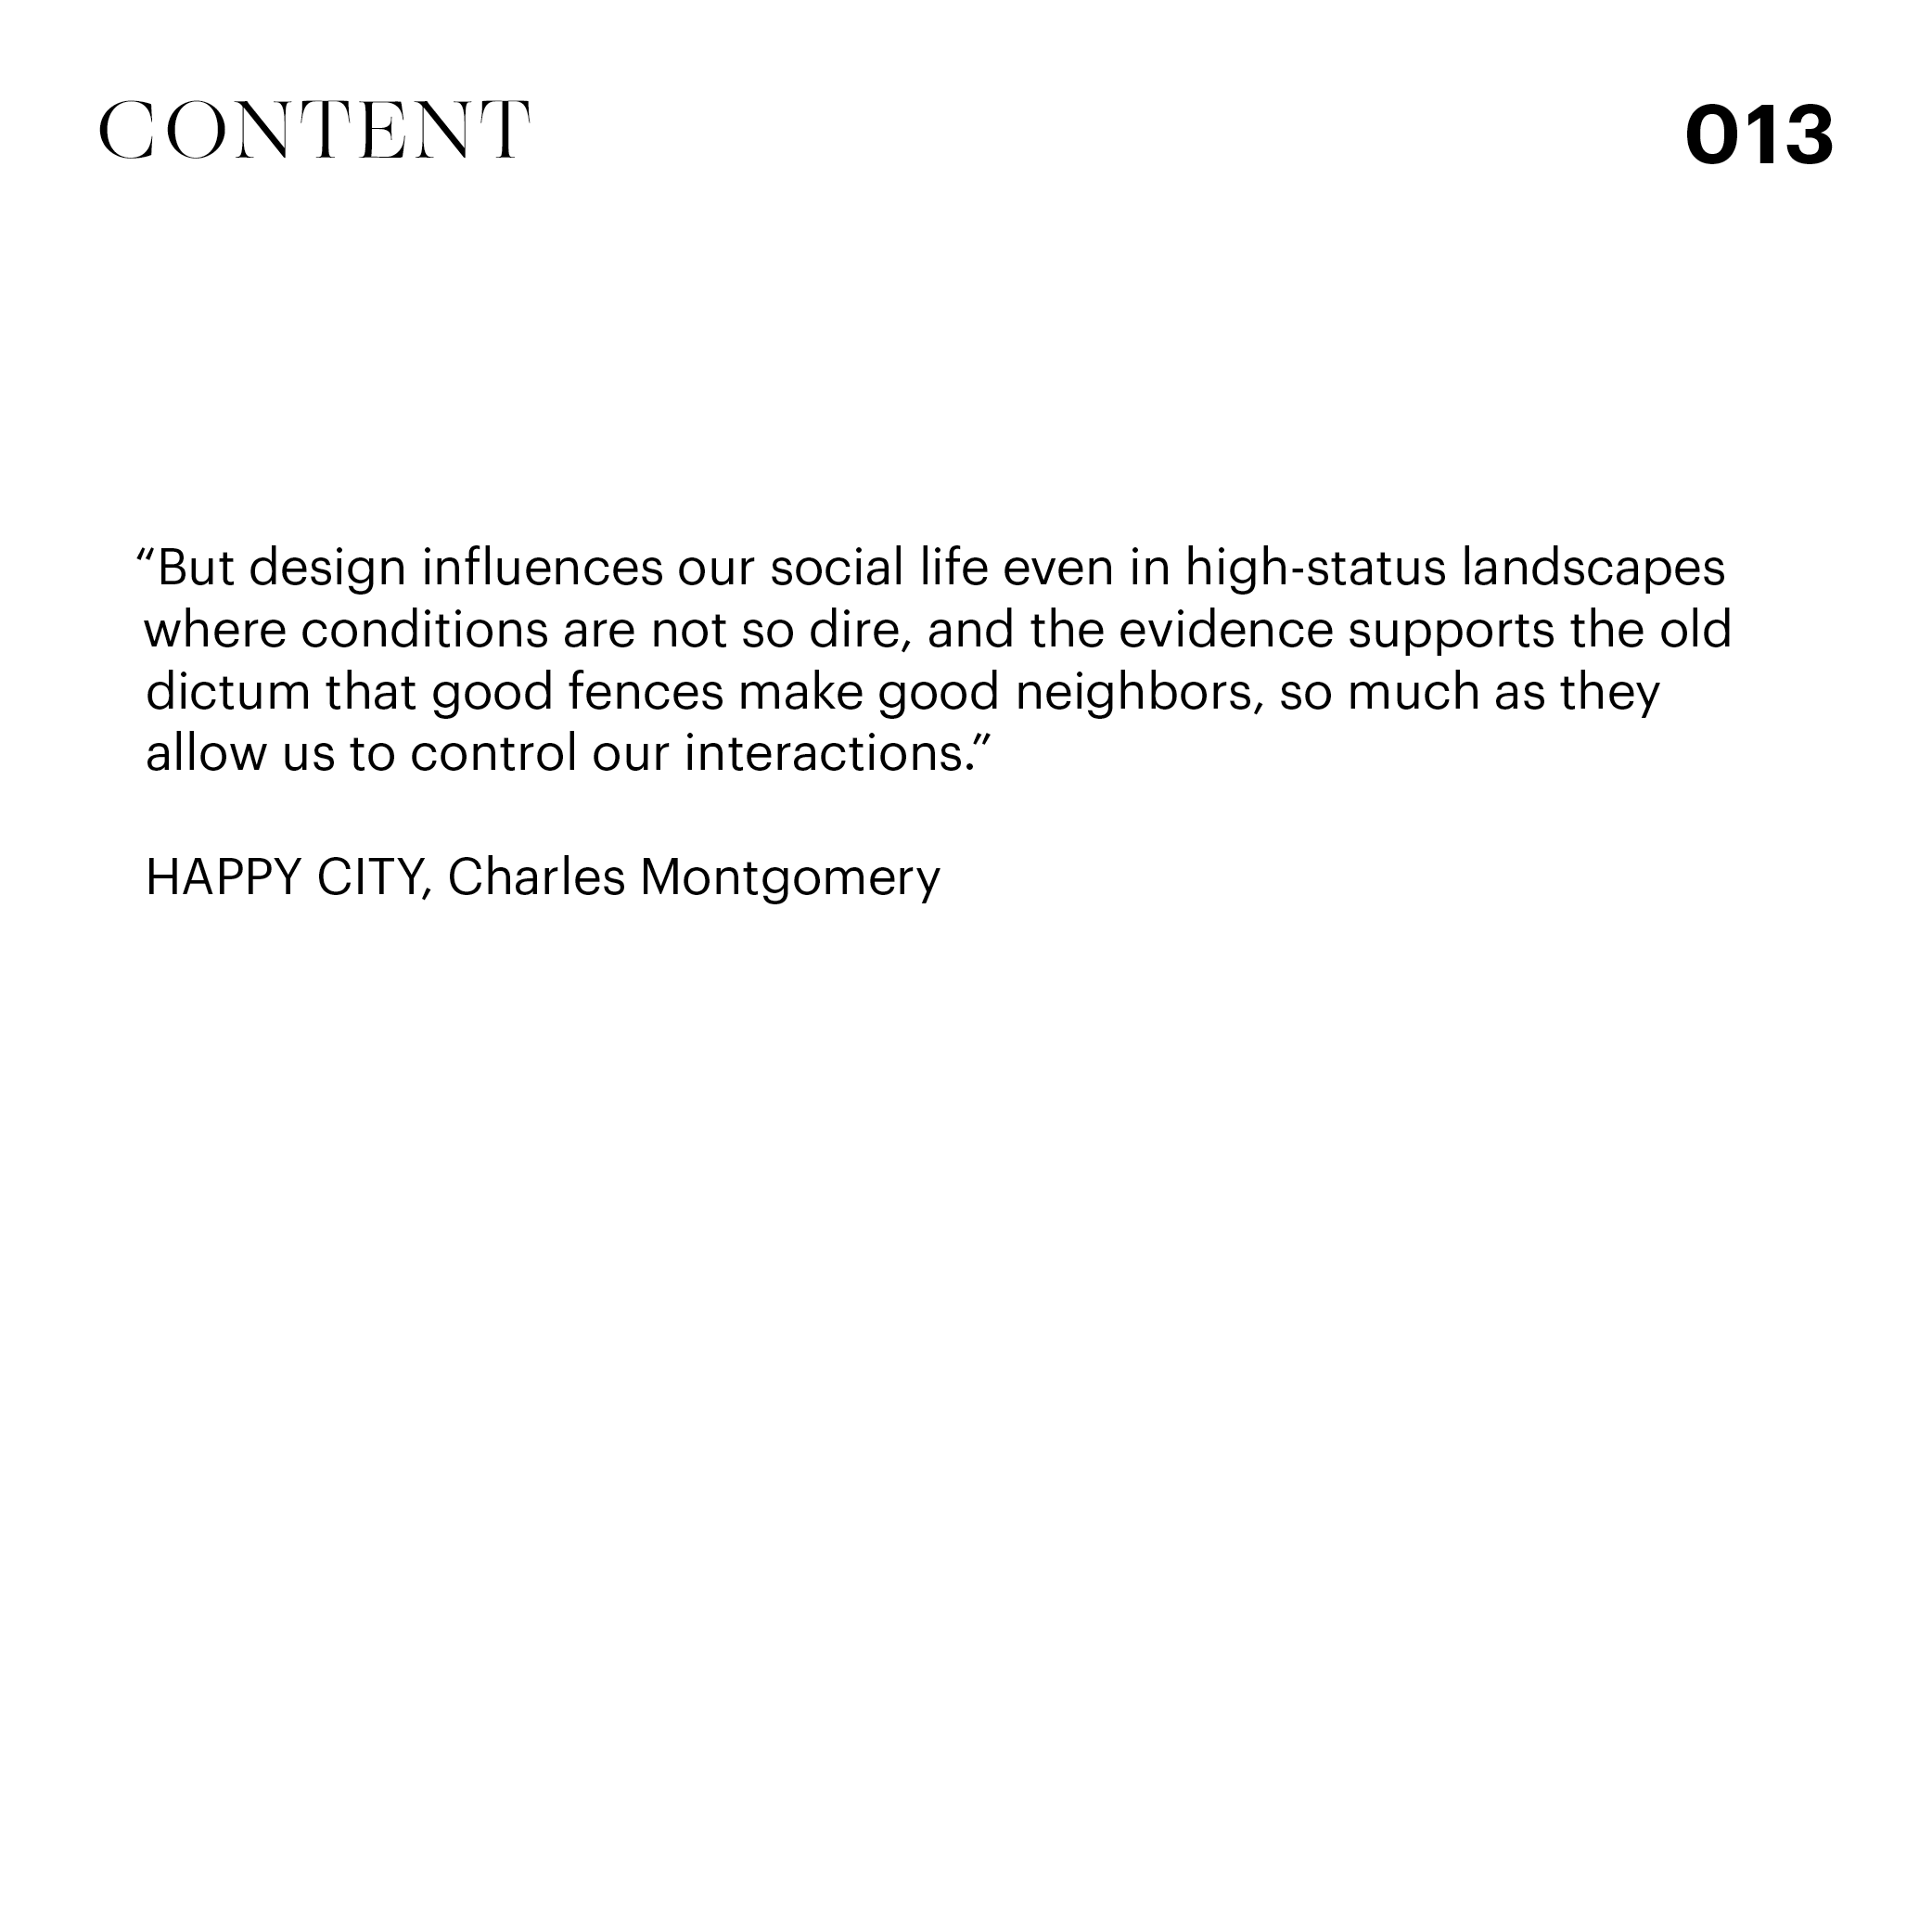 CONTENT
013
“But design influences our social life even in high-status landscapes
where conditions are not so dire, and the evidence supports the old
dictum that good fences make good neighbors, so much as they
allow us to control our interactions.”
HAPPY CITY, Charles Montgomery